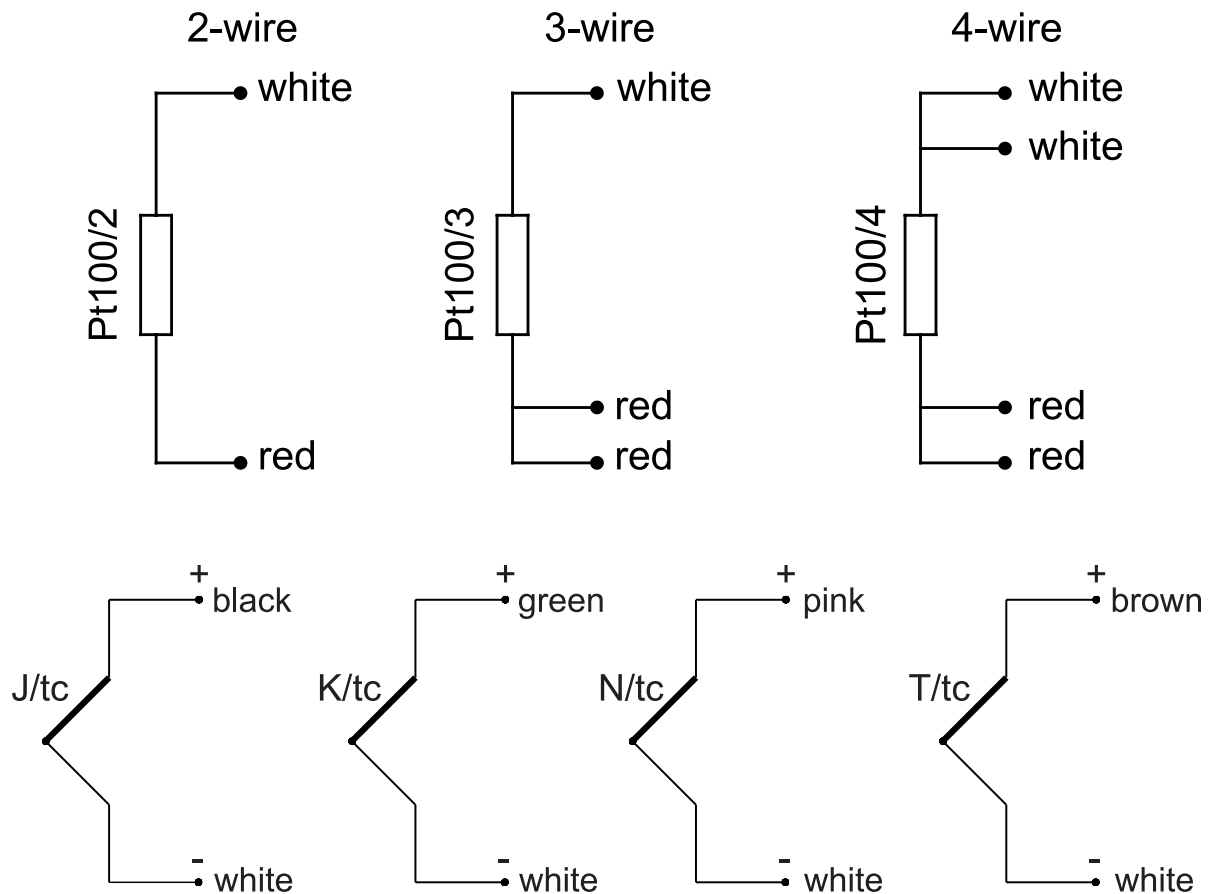 2-wire 3-wire 4-wire
white white white
white
Pt100/2 Pt100/3 Pt100/4
red red
red red red
+ + + +
black green pink brown
J/tc K/tc N/tc T/tc
- - - -
white white white white